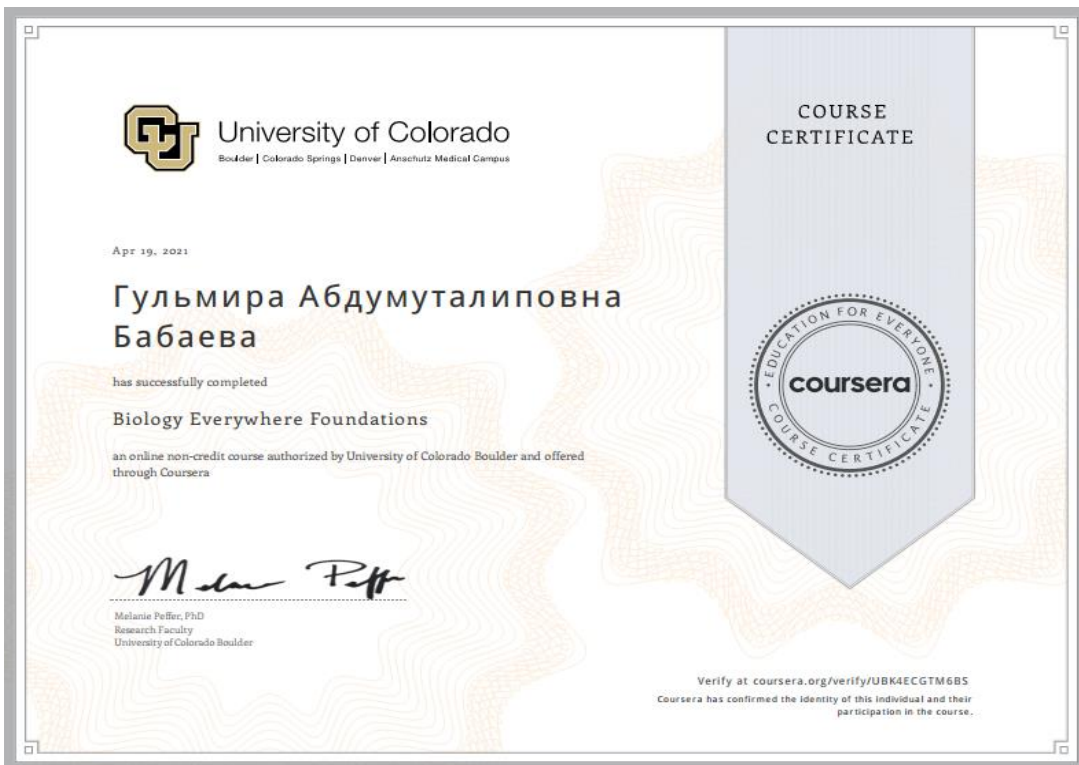 CU
University of Colorado
Boulder | Colorado Springs | Denver | Anschutz Medical Campus
COURSE
CERTIFICATE
Apr 19, 2021
Гульмира Абдумуталиповна
Бабаева
has successfully completed
Biology Everywhere Foundations
an online non-credit course authorized by University of Colorado Boulder and offered
through Coursera
EDUCATION FOR EVERYONE
coursera
COURSE CERTIFICATE
Melanie Peffer, PhD
Research Faculty
University of Colorado Boulder
Verify at coursera.org/verify/UBK4ECGTM6BS
Coursera has confirmed the identity of this individual and their
participation in the course.